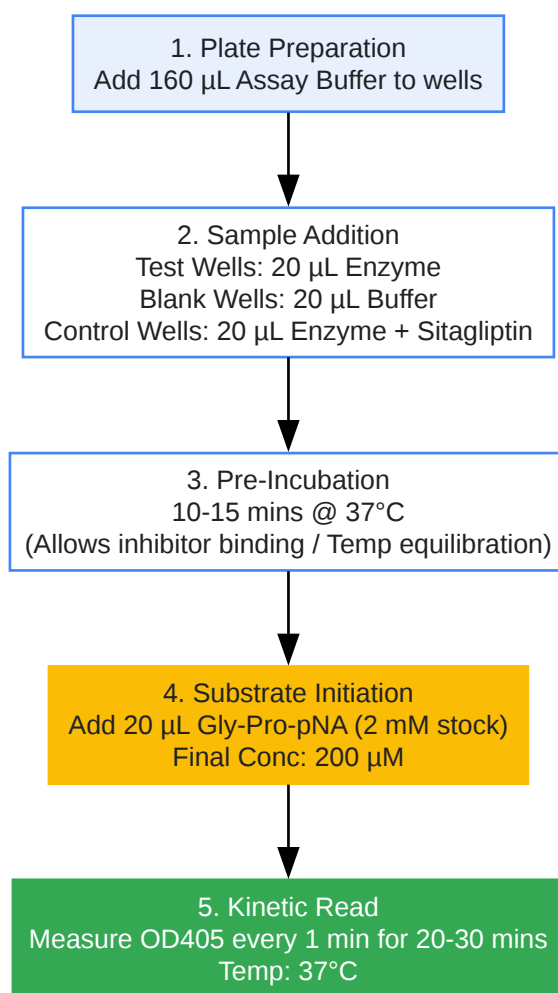 1. Plate Preparation
Add 160 µL Assay Buffer to wells
2. Sample Addition
Test Wells: 20 µL Enzyme
Blank Wells: 20 µL Buffer
Control Wells: 20 µL Enzyme + Sitagliptin
3. Pre-Incubation
10-15 mins @ 37°C
(Allows inhibitor binding / Temp equilibration)
4. Substrate Initiation
Add 20 µL Gly-Pro-pNA (2 mM stock)
Final Conc: 200 µM
5. Kinetic Read
Measure OD405 every 1 min for 20-30 mins
Temp: 37°C